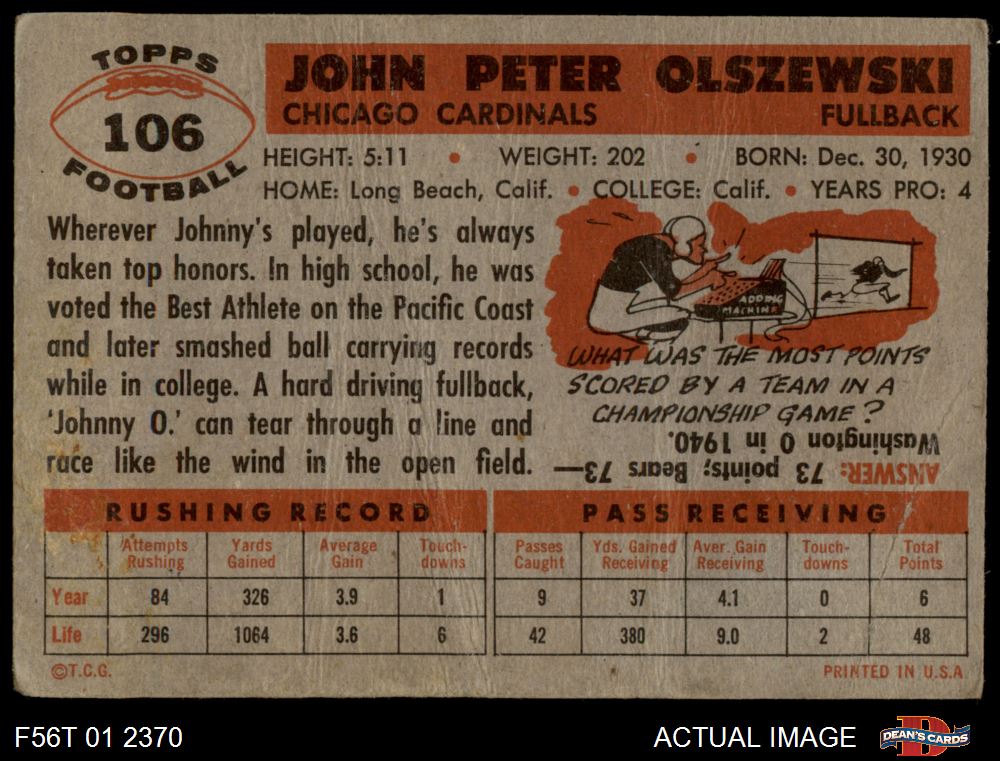 TOPPS
106
FOOTBALL
JOHN PETER OLSZEWSKI
CHICAGO CARDINALS FULLBACK
HEIGHT: 5:11 • WEIGHT: 202 • BORN: Dec. 30, 1930
HOME: Long Beach, Calif. • COLLEGE: Calif. • YEARS PRO: 4
Wherever Johnny's played, he's always
taken top honors. In high school, he was
voted the Best Athlete on the Pacific Coast
and later smashed ball carrying records
while in college. A hard driving fullback,
'Johnny O.' can tear through a line and
race like the wind in the open field.
ADDING
MACHINE
WHAT WAS THE MOST POINTS
SCORED BY A TEAM IN A
CHAMPIONSHIP GAME?
ANSWER: 73 points; Bears 73—
Washington 0 in 1940.
RUSHING RECORD
Attempts Rushing Yards Gained Average Gain Touch-downs
Year 84 326 3.9 1
Life 296 1064 3.6 6
PASS RECEIVING
Passes Caught Yds. Gained Receiving Aver. Gain Receiving Touch-downs Total Points
9 37 4.1 0 6
42 380 9.0 2 48
©T.C.G. PRINTED IN U.S.A
F56T 01 2370 ACTUAL IMAGE
D
DEAN'S CARDS